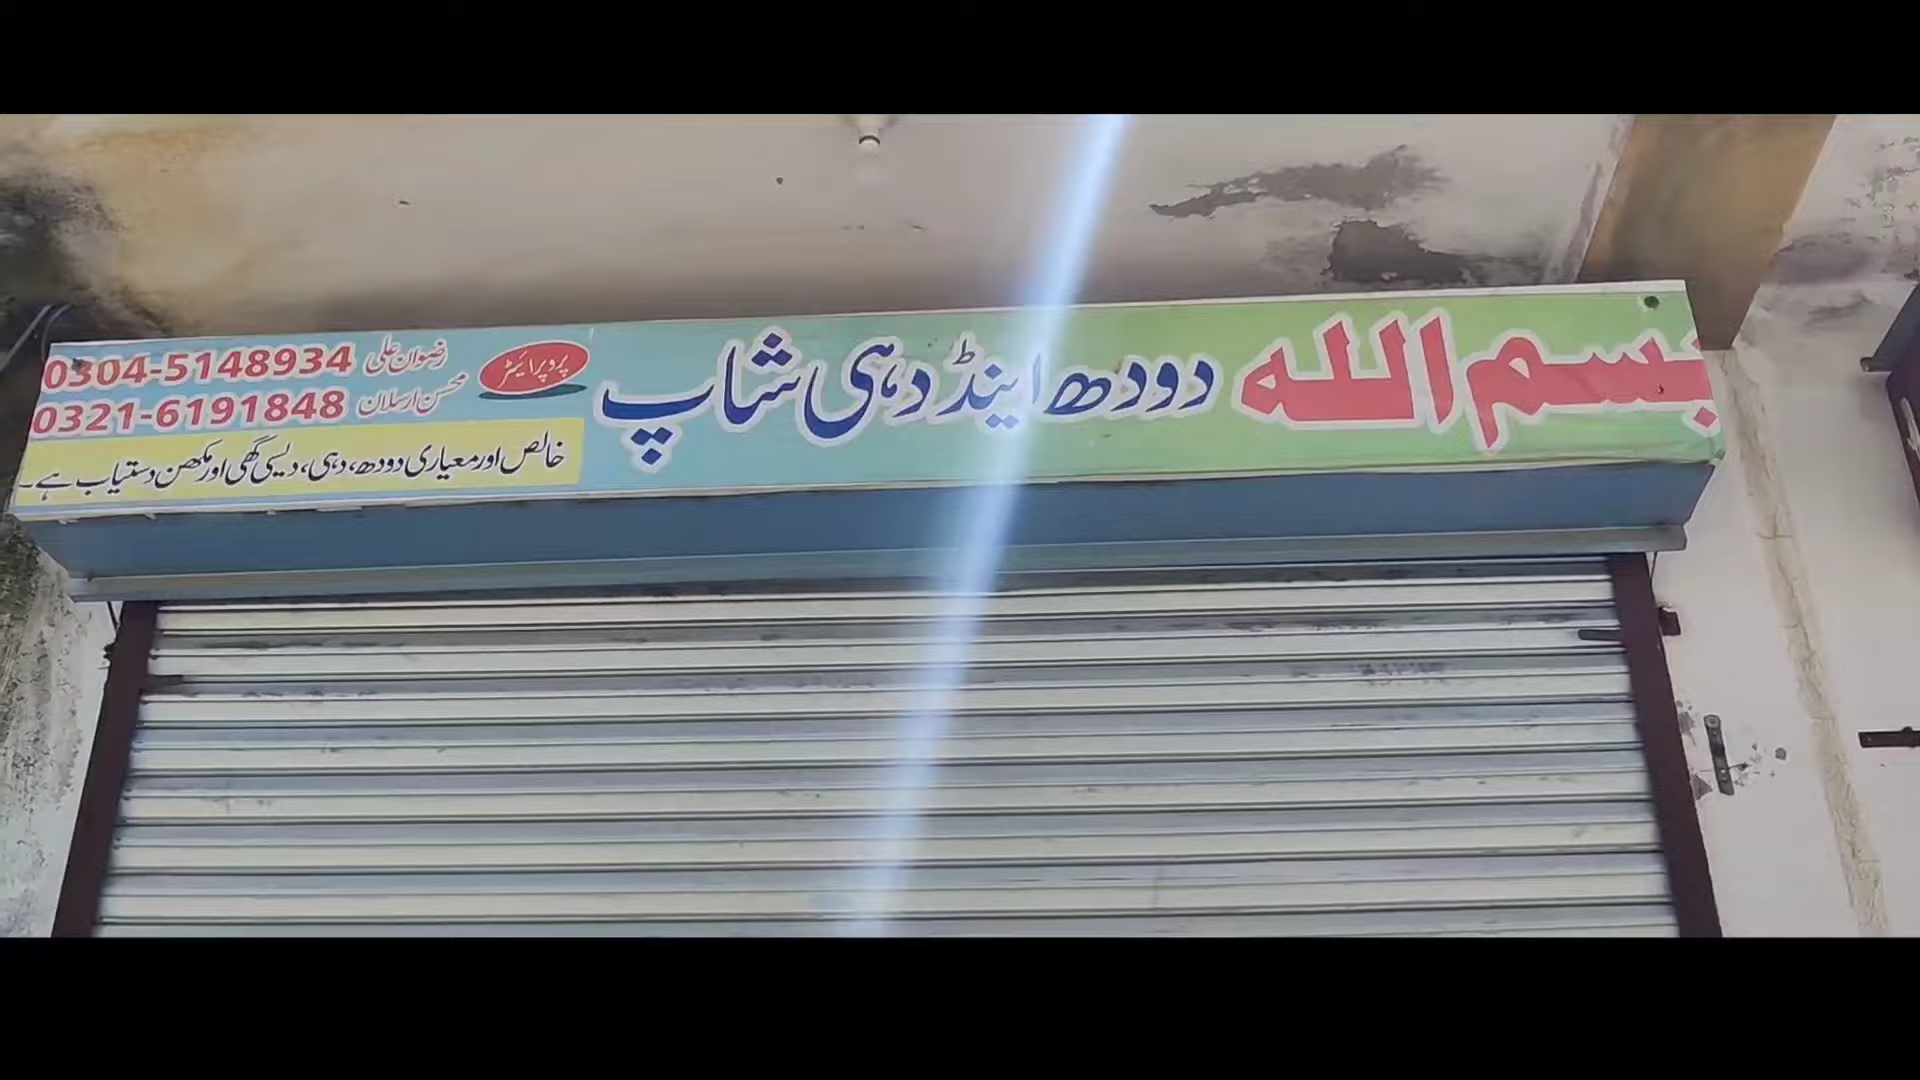 بسم الله دودھ اینڈ دہی شاپ
پروپرائیٹر
رضوان علی 0304-5148934
محسن ارسلان 0321-6191848
خالص اور معیاری دودھ، دہی، دیسی گھی اور مکھن دستیاب ہے۔